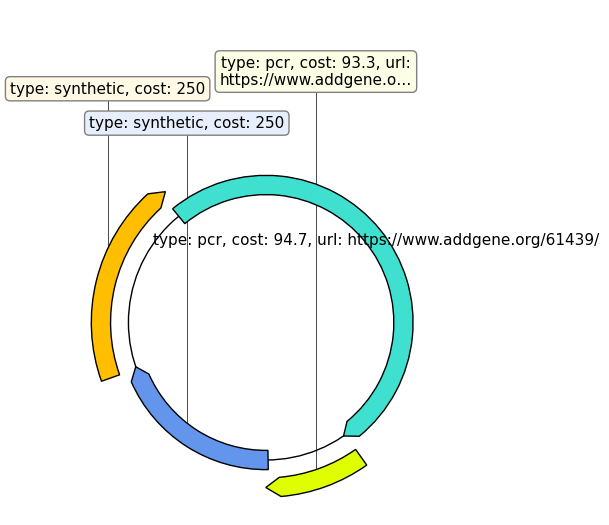 type: pcr, cost: 93.3, url:
https://www.addgene.o...
type: synthetic, cost: 250
type: synthetic, cost: 250
type: pcr, cost: 94.7, url: https://www.addgene.org/61439/